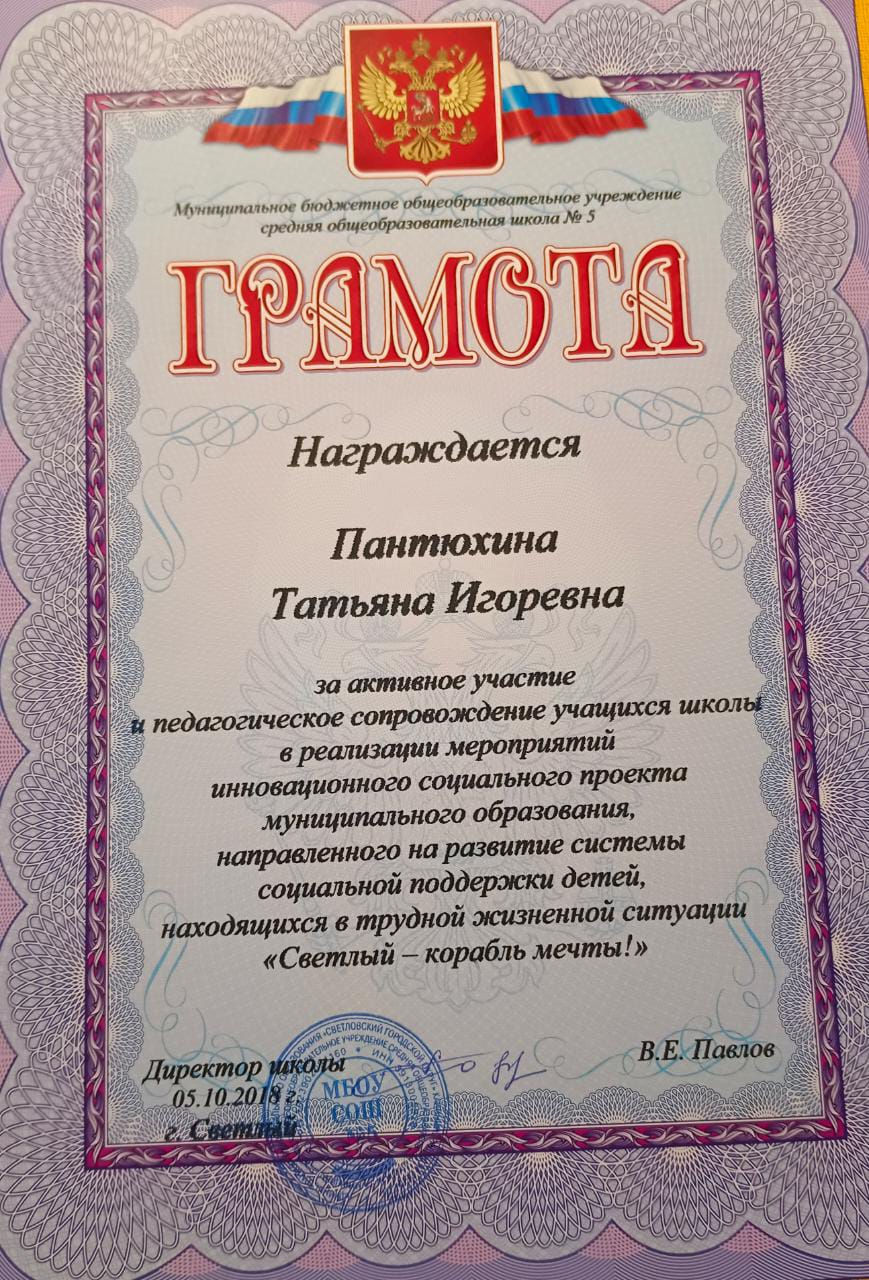 Муниципальное бюджетное общеобразовательное учреждение
средняя общеобразовательная школа № 5
ГРАМОТА
Награждается
Пантюхина
Татьяна Игоревна
за активное участие
и педагогическое сопровождение учащихся школы
в реализации мероприятий
инновационного социального проекта
муниципального образования,
направленного на развитие системы
социальной поддержки детей,
находящихся в трудной жизненной ситуации
«Светлый – корабль мечты!»
Директор школы
В.Е. Павлов
05.10.2018 г.
г. Светлый
МБОУ
СОШ